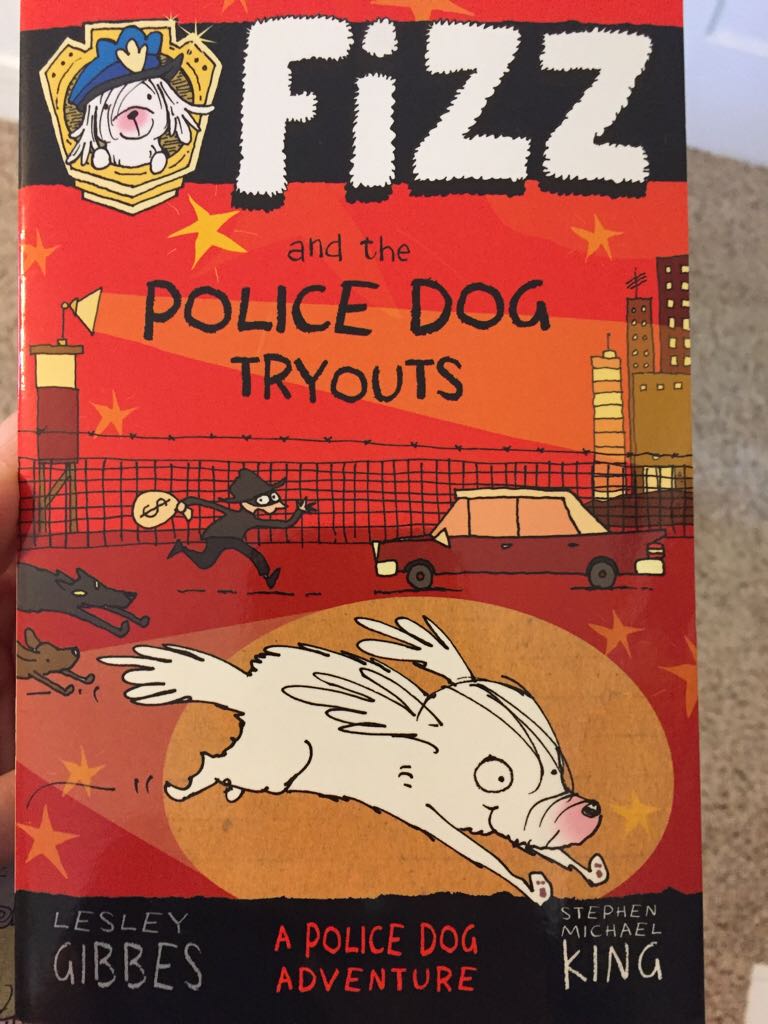 FiZZ
and the
POLICE DOG
TRYOUTS
$
LESLEY
GIBBES
A POLICE DOG
ADVENTURE
STEPHEN
MICHAEL
KING